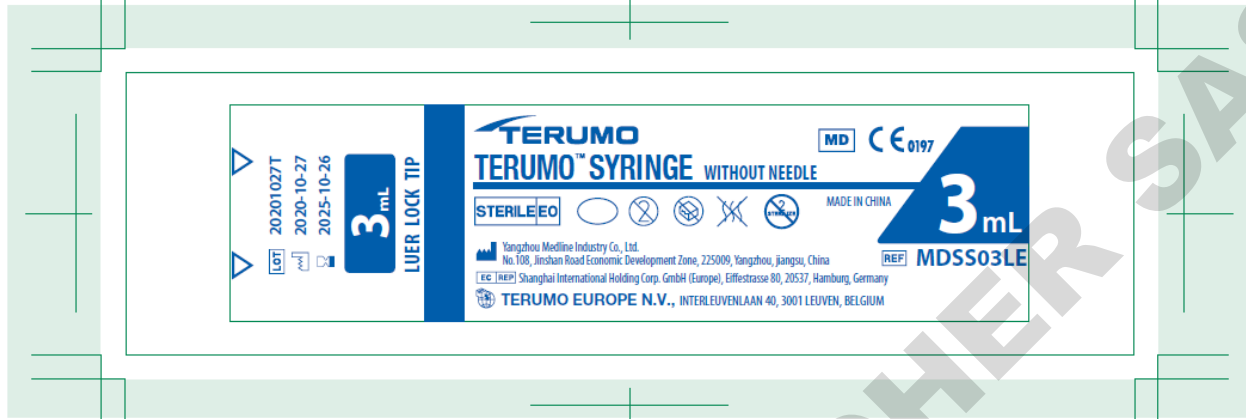 LOT 20201027T
2020-10-27
2025-10-26
3 mL
LUER LOCK TIP
TERUMO
TERUMO™ SYRINGE WITHOUT NEEDLE
MD CE 0197
STERILE EO
2
STERILIZE
MADE IN CHINA
3 mL
REF MDSS03LE
Yangzhou Medline Industry Co., Ltd.
No.108, Jinshan Road Economic Development Zone, 225009, Yangzhou, jiangsu, China
EC REP Shanghai International Holding Corp. GmbH (Europe), Eiffestrasse 80, 20537, Hamburg, Germany
TERUMO EUROPE N.V., INTERLEUVENLAAN 40, 3001 LEUVEN, BELGIUM